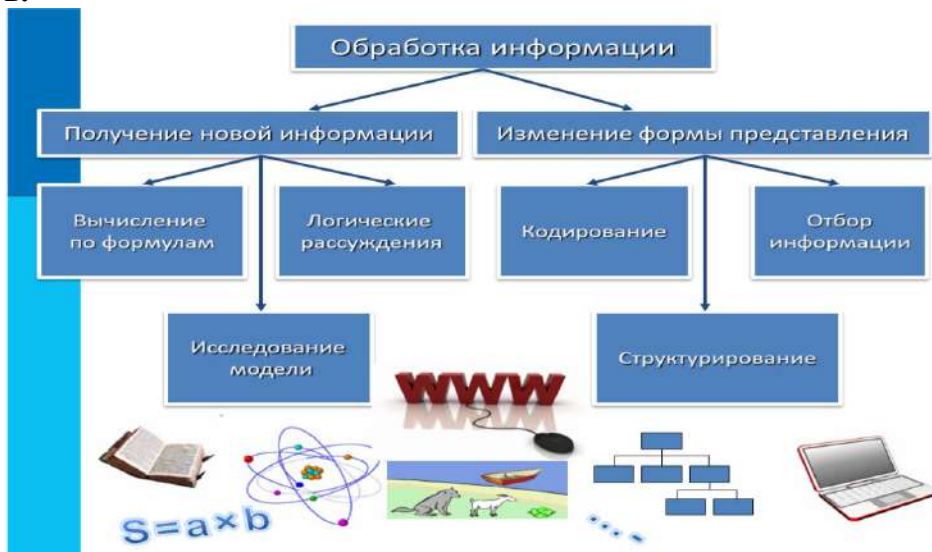 Обработка информации
Получение новой информации
Изменение формы представления
Вычисление
по формулам
Логические
рассуждения
Кодирование
Отбор
информации
Исследование
модели
Структурирование
WWW
S=a×b
...-